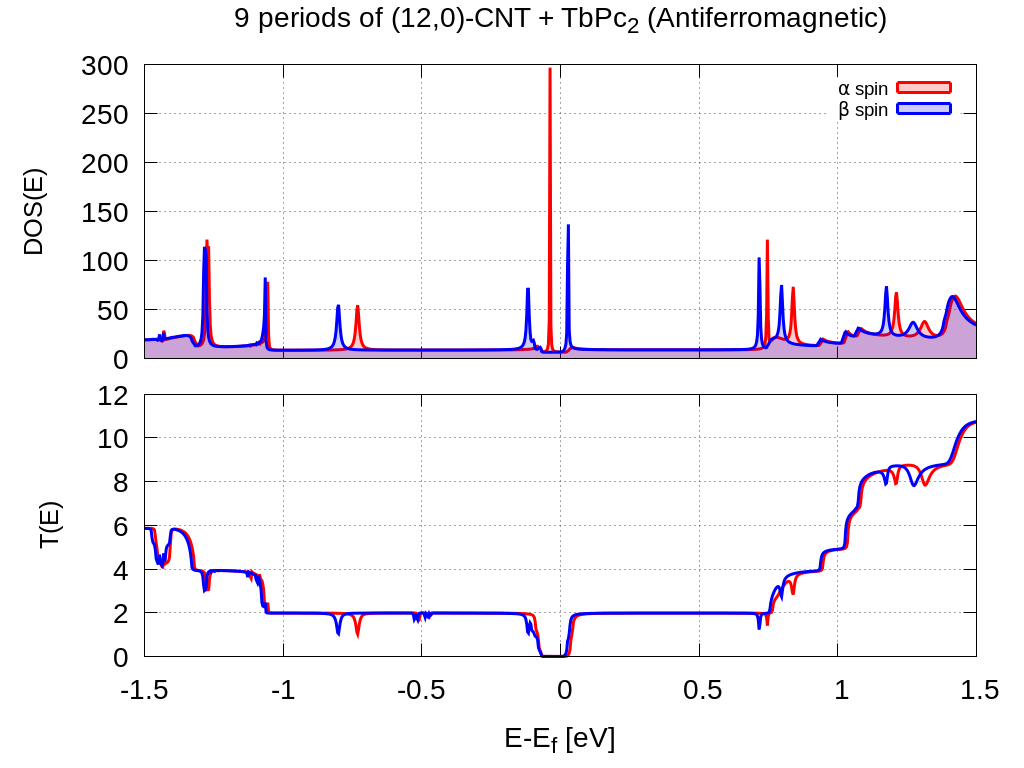 9 periods of (12,0)-CNT + TbPc₂ (Antiferromagnetic)
300
250
200
150
100
50
0
DOS(E)
α spin
β spin
12
10
8
6
4
2
0
T(E)
-1.5 -1 -0.5 0 0.5 1 1.5
E-E_f [eV]